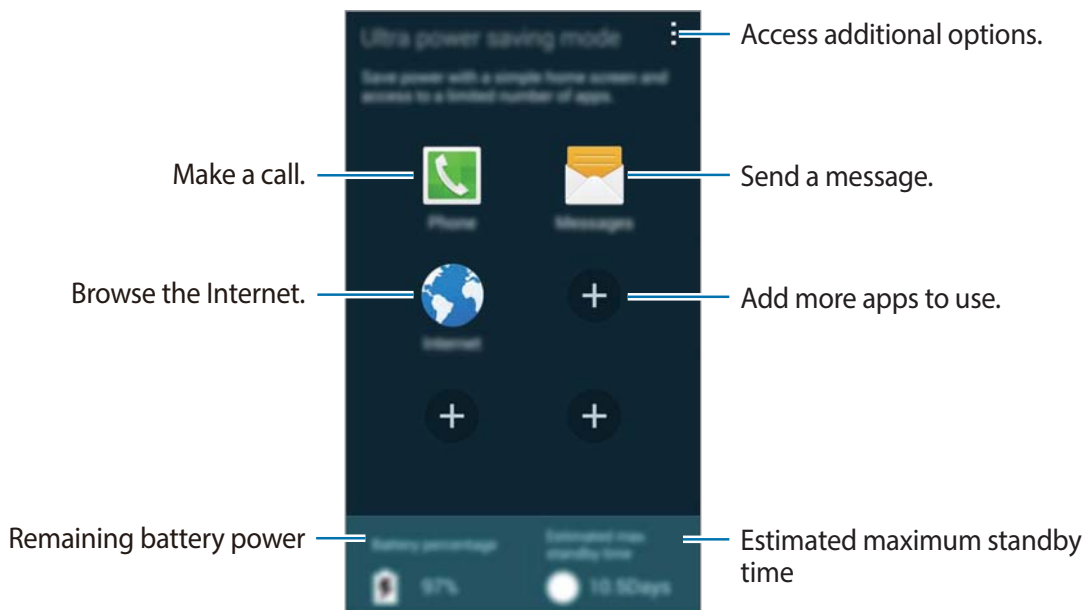 Ultra power saving mode
Access additional options.
Save power with a simple home screen and
access to a limited number of apps.
Make a call.
Send a message.
Phone
Messages
Browse the Internet.
Add more apps to use.
Internet
Remaining battery power
Battery percentage
97%
Estimated max.
standby time
10.5Days
Estimated maximum standby
time